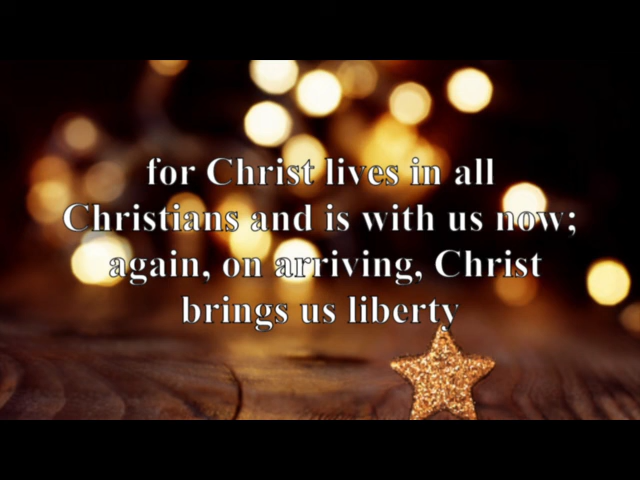 for Christ lives in all
Christians and is with us now;
again, on arriving, Christ
brings us liberty